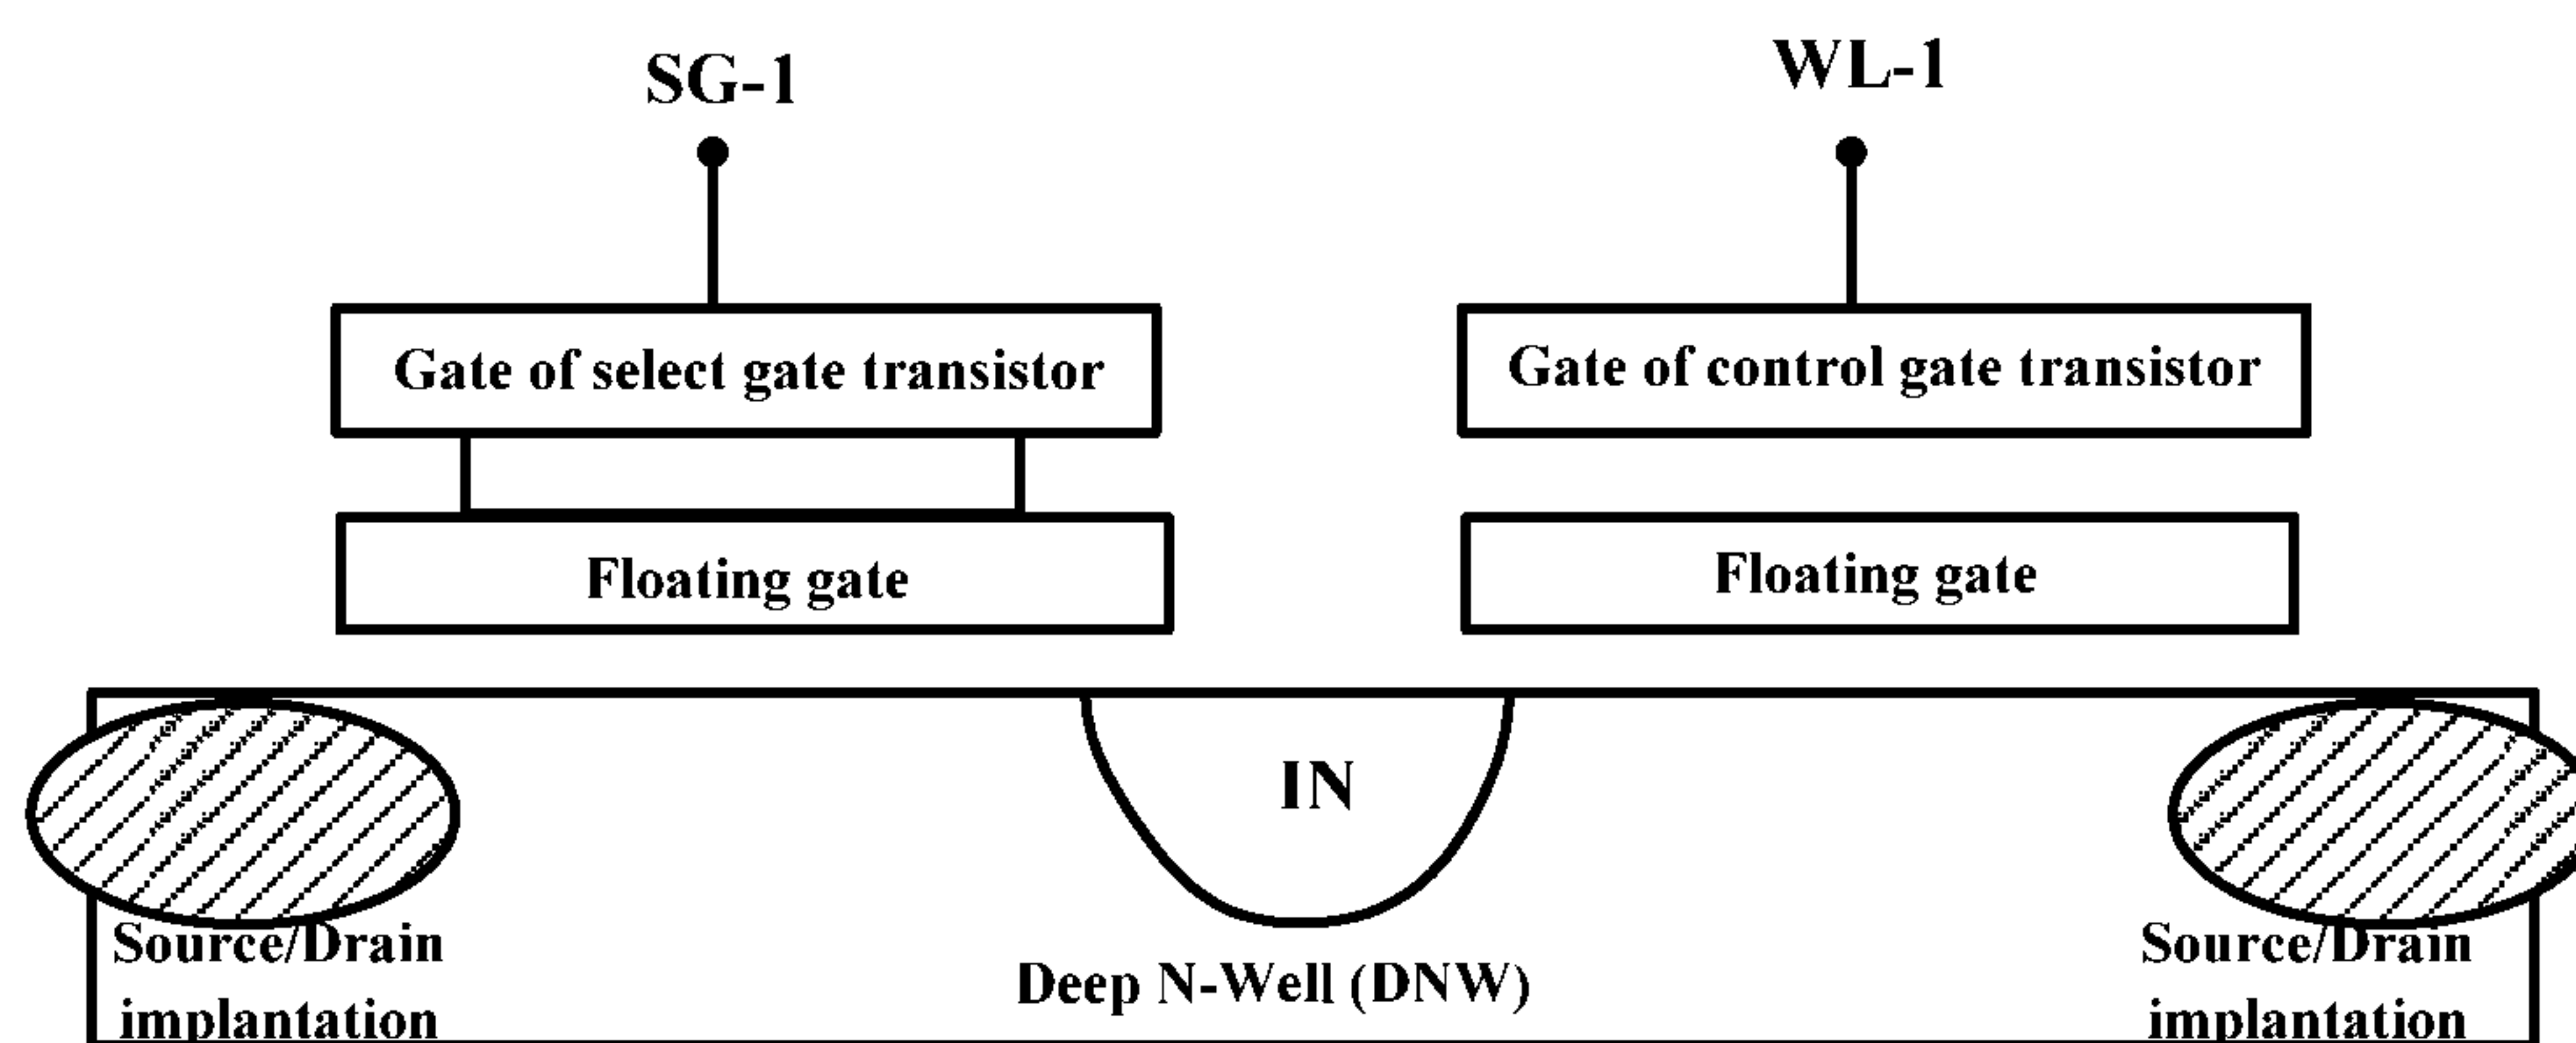 SG-1
WL-1
Gate of select gate transistor
Gate of control gate transistor
Floating gate
Floating gate
IN
Source/Drain
implantation
Deep N-Well (DNW)
Source/Drain
implantation